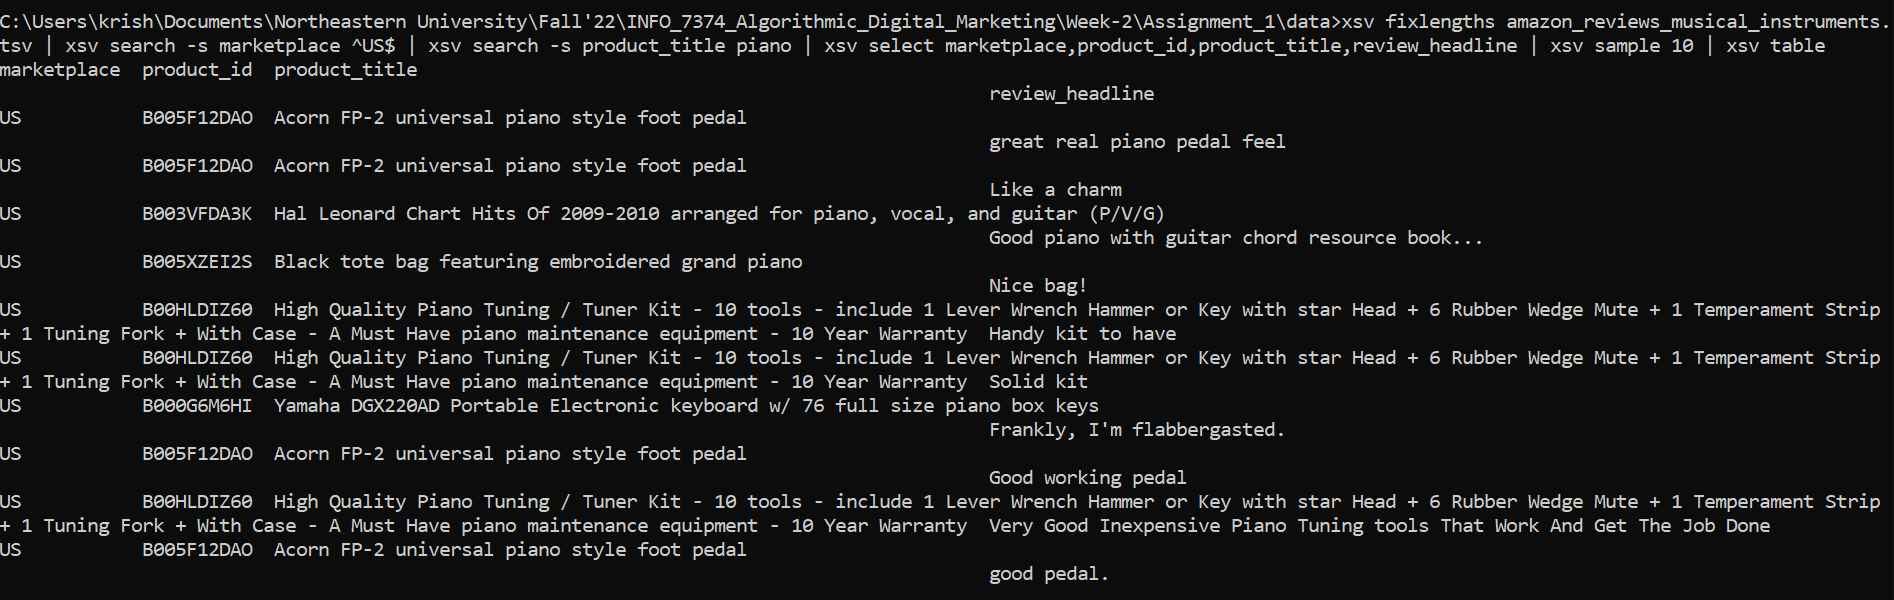 C:\Users\krish\Documents\Northeastern University\Fall'22\INFO_7374_Algorithmic_Digital_Marketing\Week-2\Assignment_1\data>xsv fixlengths amazon_reviews_musical_instruments.
tsv | xsv search -s marketplace ^US$ | xsv search -s product_title piano | xsv select marketplace,product_id,product_title,review_headline | xsv sample 10 | xsv table
marketplace  product_id  product_title
review_headline
US           B005F12DAO  Acorn FP-2 universal piano style foot pedal
great real piano pedal feel
US           B005F12DAO  Acorn FP-2 universal piano style foot pedal
Like a charm
US           B003VFDA3K  Hal Leonard Chart Hits Of 2009-2010 arranged for piano, vocal, and guitar (P/V/G)
Good piano with guitar chord resource book...
US           B005XZEI2S  Black tote bag featuring embroidered grand piano
Nice bag!
US           B00HLDIZ60  High Quality Piano Tuning / Tuner Kit - 10 tools - include 1 Lever Wrench Hammer or Key with star Head + 6 Rubber Wedge Mute + 1 Temperament Strip
+ 1 Tuning Fork + With Case - A Must Have piano maintenance equipment - 10 Year Warranty  Handy kit to have
US           B00HLDIZ60  High Quality Piano Tuning / Tuner Kit - 10 tools - include 1 Lever Wrench Hammer or Key with star Head + 6 Rubber Wedge Mute + 1 Temperament Strip
+ 1 Tuning Fork + With Case - A Must Have piano maintenance equipment - 10 Year Warranty  Solid kit
US           B000G6M6HI  Yamaha DGX220AD Portable Electronic keyboard w/ 76 full size piano box keys
Frankly, I'm flabbergasted.
US           B005F12DAO  Acorn FP-2 universal piano style foot pedal
Good working pedal
US           B00HLDIZ60  High Quality Piano Tuning / Tuner Kit - 10 tools - include 1 Lever Wrench Hammer or Key with star Head + 6 Rubber Wedge Mute + 1 Temperament Strip
+ 1 Tuning Fork + With Case - A Must Have piano maintenance equipment - 10 Year Warranty  Very Good Inexpensive Piano Tuning tools That Work And Get The Job Done
US           B005F12DAO  Acorn FP-2 universal piano style foot pedal
good pedal.